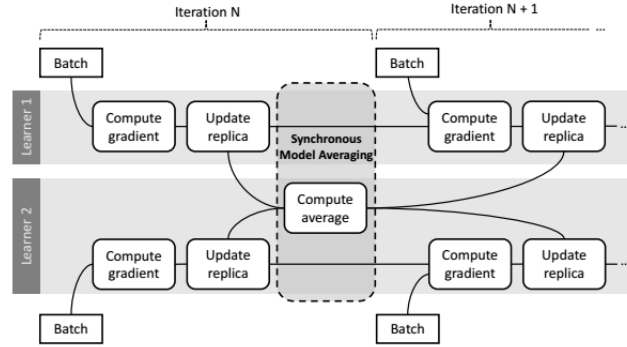 Iteration N
Iteration N + 1
...
Batch
Batch
Learner 1
Compute
gradient
Update
replica
Synchronous
Model Averaging
Compute
gradient
Update
replica
...
Learner 2
Compute
average
Compute
gradient
Update
replica
Compute
gradient
Update
replica
...
Batch
Batch